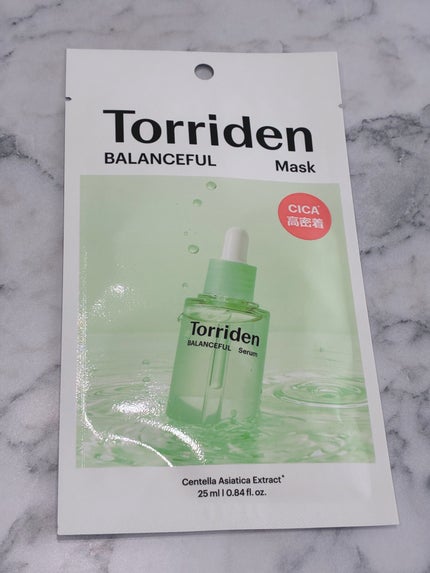 Torriden
BALANCEFUL Mask
CICA*
高密着
Torriden
BALANCEFUL Serum
Centella Asiatica Extract*
25 ml | 0.84 fl. oz.